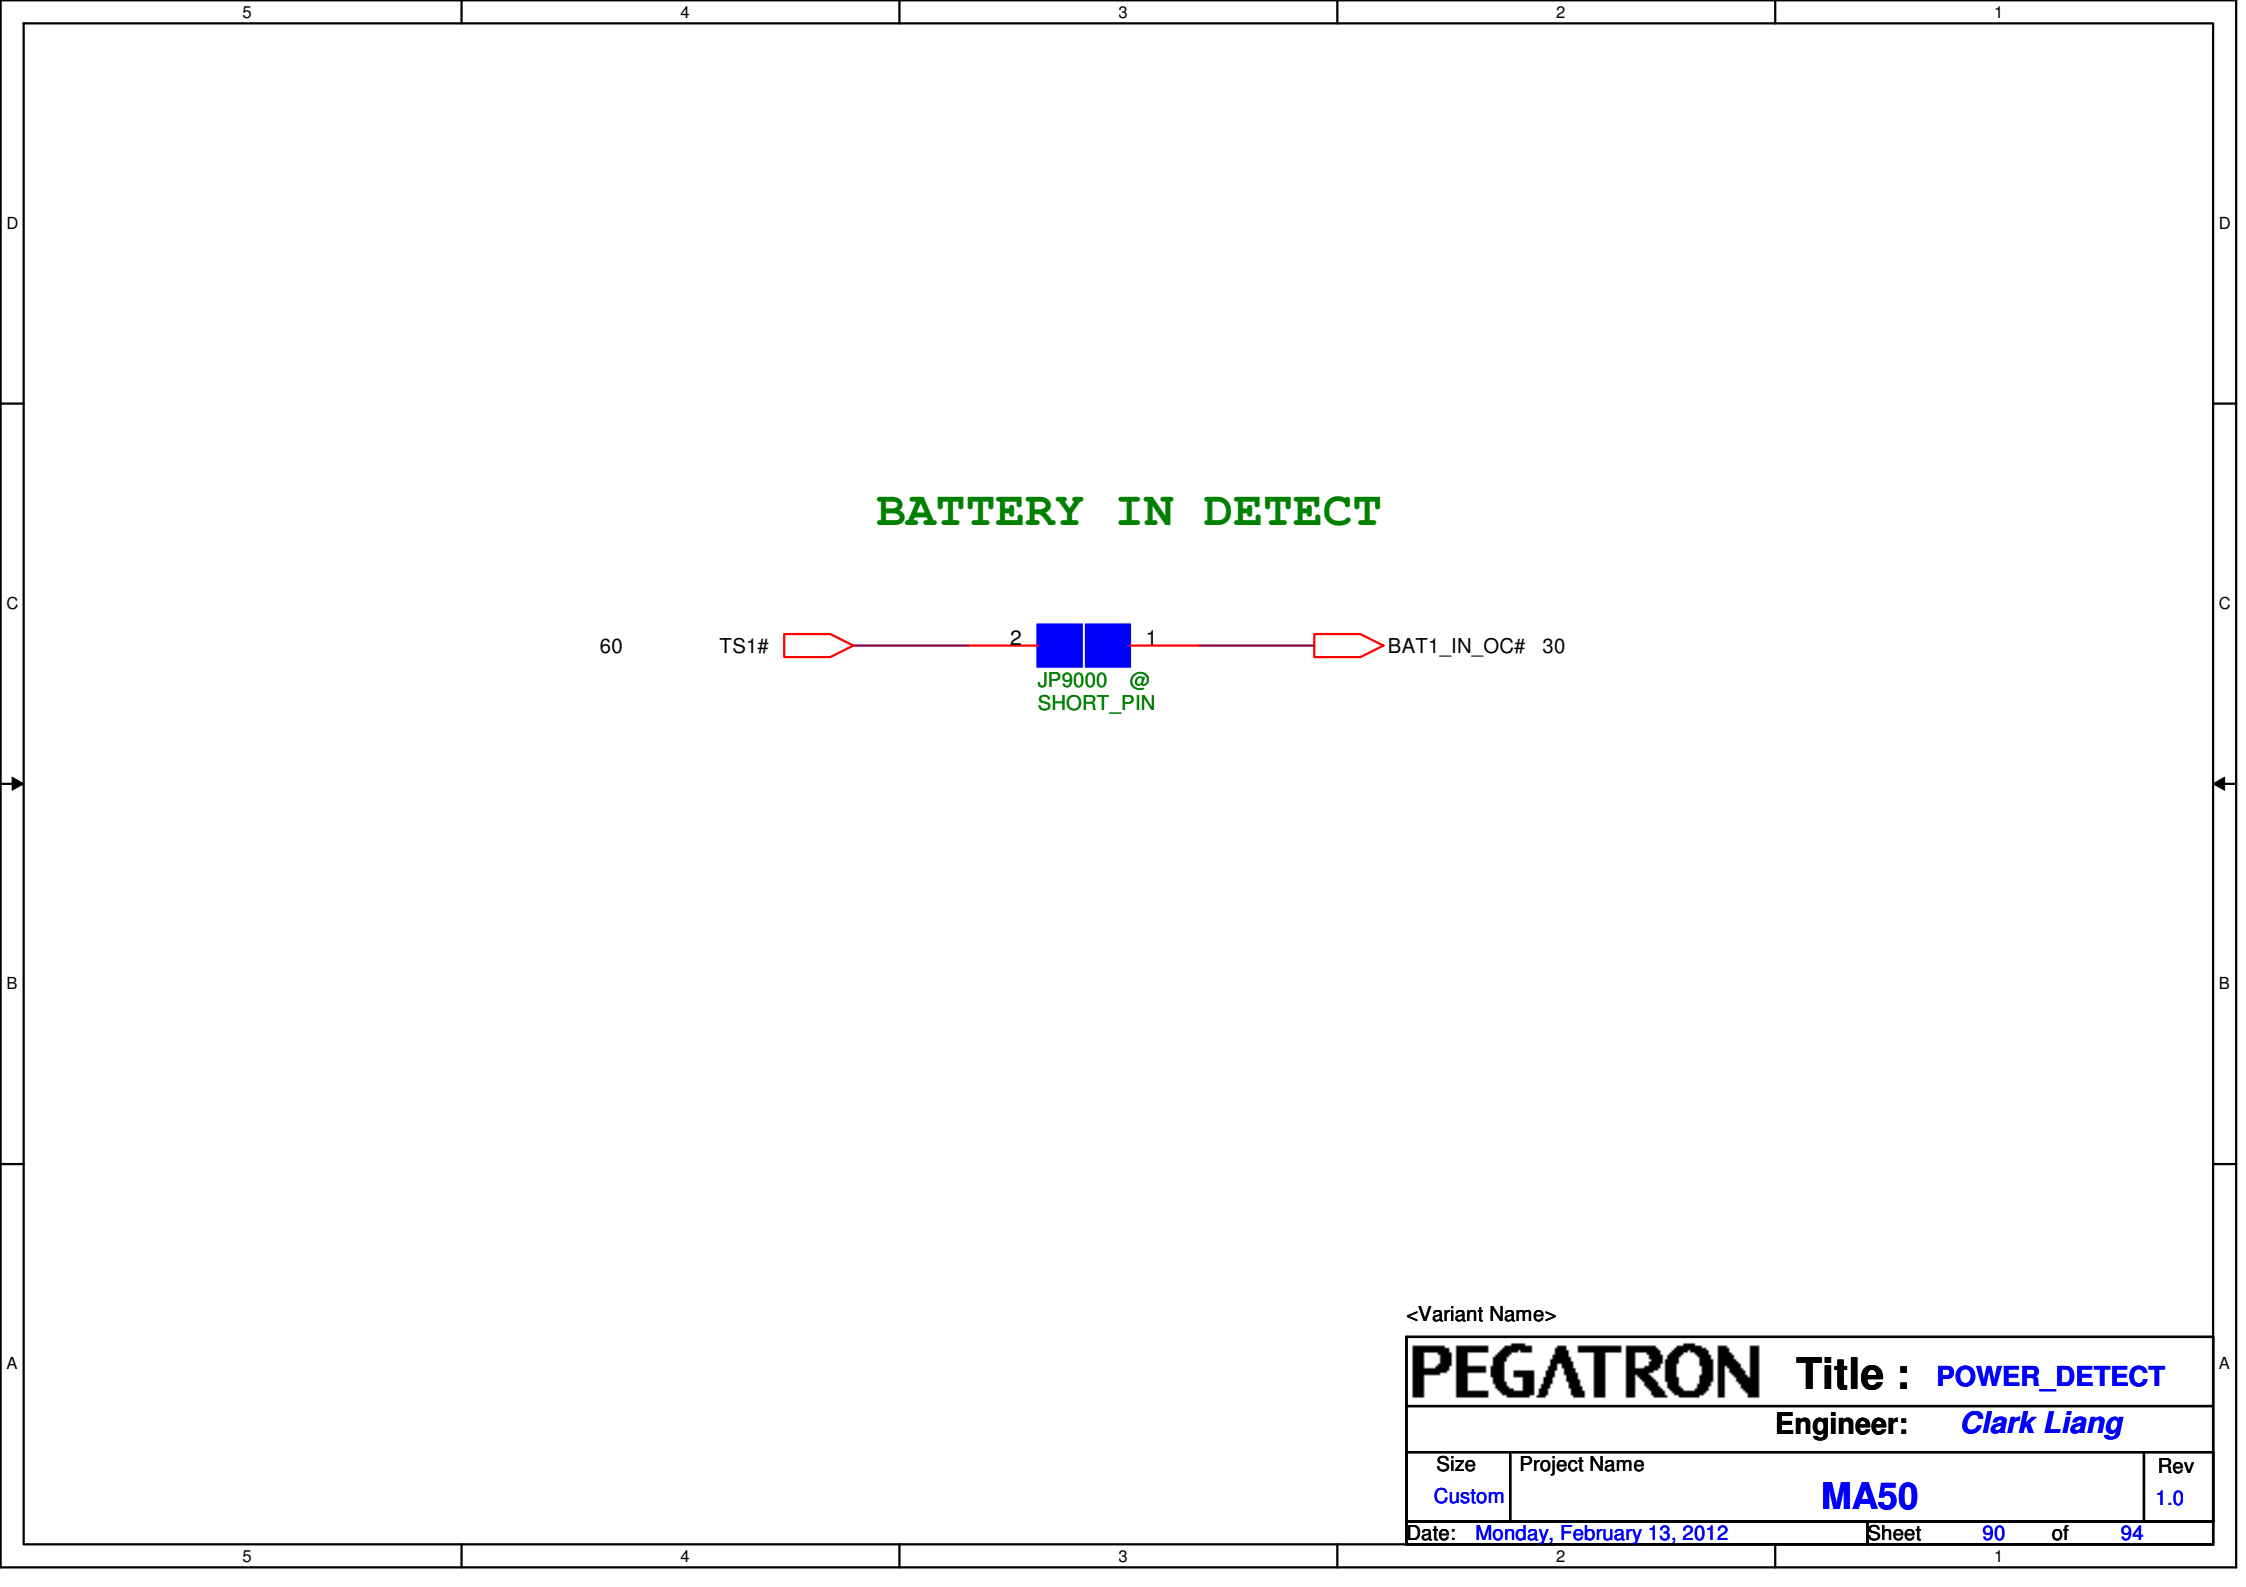 5 4 3 2 1
D D
BATTERY IN DETECT
C C
60 TS1# 2 1 BAT1_IN_OC# 30
JP9000 @
SHORT_PIN
B B
<Variant Name>
A A
PEGATRON Title : POWER_DETECT
Engineer: Clark Liang
Size Project Name Rev
Custom MA50 1.0
Date: Monday, February 13, 2012 Sheet 90 of 94
5 4 3 2 1